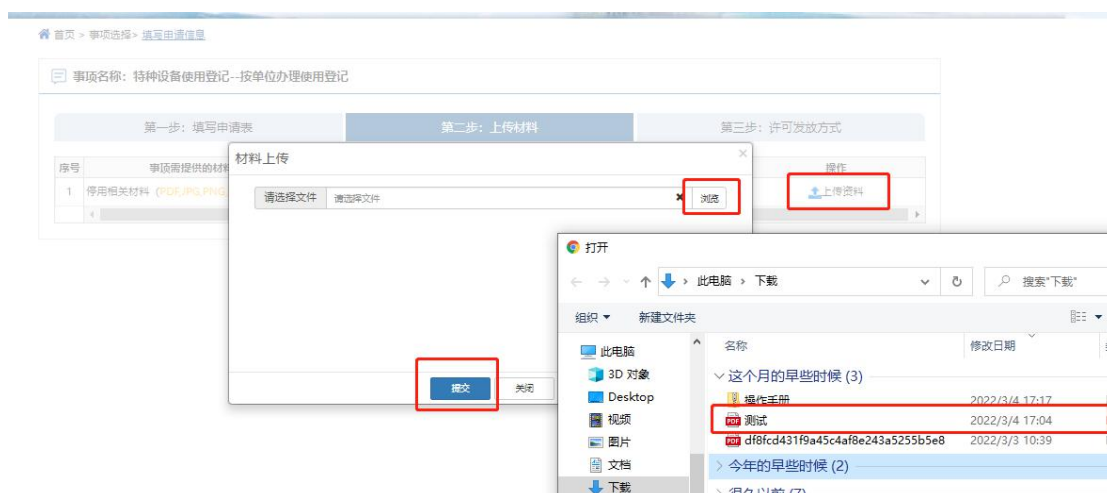 首页 > 事项选择> 填写申请信息
事项名称：特种设备使用登记--按单位办理使用登记
第一步：填写申请表 第二步：上传材料 第三步：许可发放方式
序号 事项需提供的材料 操作
1 停用相关材料（PDF,JPG,PNG, 上传资料
材料上传
请选择文件 请选择文件 浏览
提交 关闭
打开
此电脑 > 下载 搜索"下载"
组织 新建文件夹
名称 修改日期
此电脑
3D 对象
Desktop
视频
图片
文档
下载
这个月的早些时候 (3)
操作手册 2022/3/4 17:17
测试 2022/3/4 17:04
df8fcd431f9a45c4af8e243a5255b5e8 2022/3/3 10:39
今年的早些时候 (2)
很久以前 (7)